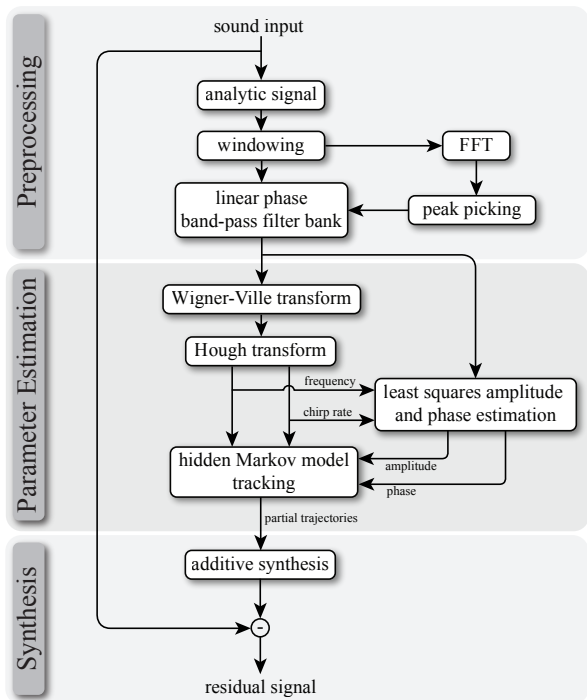 Preprocessing
sound input
analytic signal
windowing
FFT
linear phase
band-pass filter bank
peak picking
Parameter Estimation
Wigner-Ville transform
Hough transform
frequency
chirp rate
least squares amplitude
and phase estimation
hidden Markov model
tracking
amplitude
phase
partial trajectories
Synthesis
additive synthesis
-
residual signal